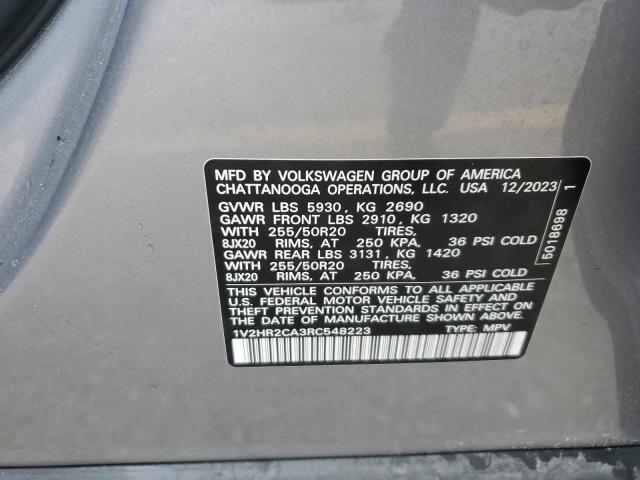 MFD BY VOLKSWAGEN GROUP OF AMERICA
CHATTANOOGA OPERATIONS, LLC. USA 12/2023
GVWR LBS 5930, KG 2690
GAWR FRONT LBS 2910, KG 1320
WITH 255/50R20 TIRES,
8JX20 RIMS, AT 250 KPA, 36 PSI COLD
GAWR REAR LBS 3131, KG 1420
WITH 255/50R20 TIRES,
8JX20 RIMS, AT 250 KPA, 36 PSI COLD
THIS VEHICLE CONFORMS TO ALL APPLICABLE
U.S. FEDERAL MOTOR VEHICLE SAFETY AND
THEFT PREVENTION STANDARDS IN EFFECT ON
THE DATE OF MANUFACTURE SHOWN ABOVE.
1V2HR2CA3RC548223 TYPE: MPV
5018698 1